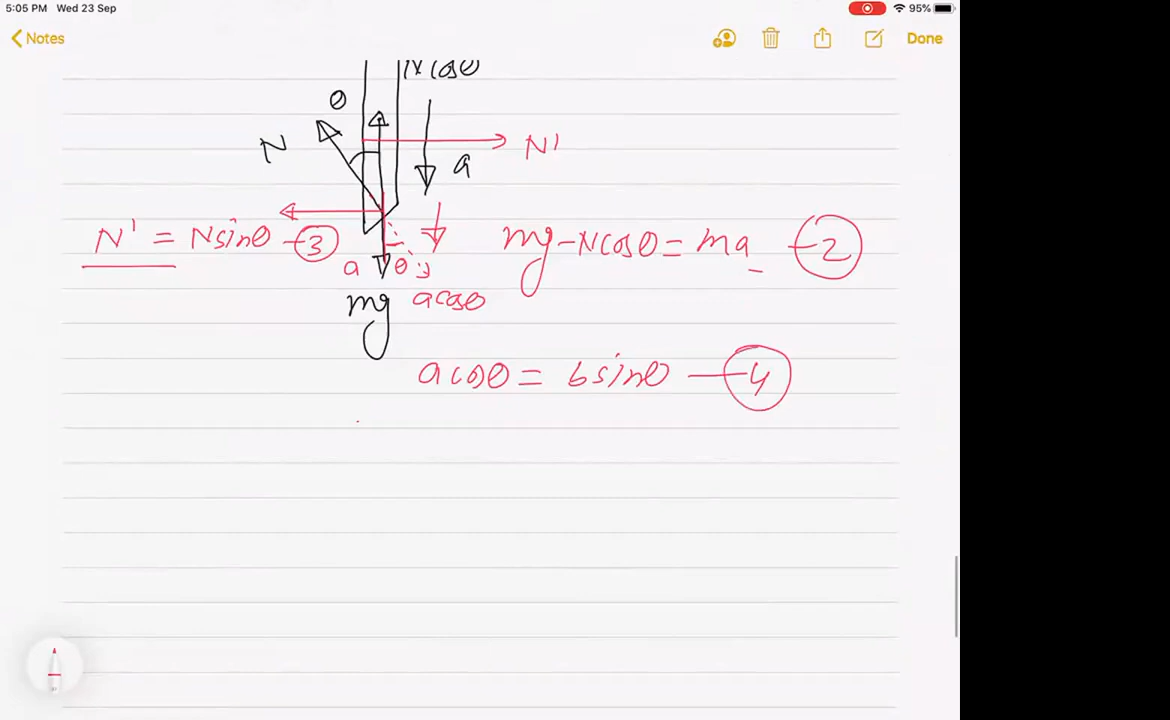 5:05 PM Wed 23 Sep 95%
Notes Done
N cosθ
θ
N N'
a
N' = N sinθ - 3 mg - N cosθ = ma - 2
a θ
mg a cosθ
a cosθ = b sinθ - 4